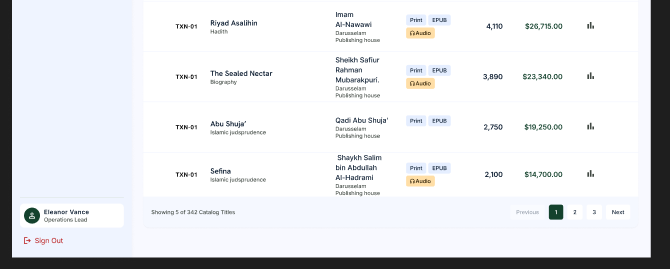 Imam
Al-Nawawi
Darusselam
Publishing house
TXN-01 Riyad Asalihin
Hadith
Print EPUB
Audio
4,110 $26,715.00
Sheikh Safiur
Rahman
Mubarakpuri.
Darusselam
Publishing house
TXN-01 The Sealed Nectar
Biography
Print EPUB
Audio
3,890 $23,340.00
TXN-01 Abu Shuja'
Islamic judsprudence
Qadi Abu Shuja'
Darusselam
Publishing house
Print EPUB
2,750 $19,250.00
Shaykh Salim
bin Abdullah
Al-Hadrami
Darusselam
Publishing house
TXN-01 Sefina
Islamic judsprudence
Print EPUB
Audio
2,100 $14,700.00
Eleanor Vance
Operations Lead
Sign Out
Showing 5 of 342 Catalog Titles
Previous 1 2 3 Next